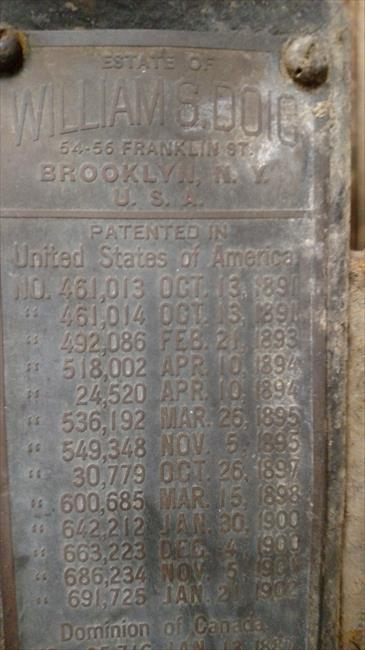 ESTATE OF
WILLIAM S. DOIG
54-56 FRANKLIN ST.
BROOKLYN, N. Y.
U. S. A.
PATENTED IN
United States of America
NO. 461,013 OCT. 13, 1891
" 461,014 OCT. 13, 1891
" 492,086 FEB. 21, 1893
" 518,002 APR. 10, 1894
" 24,520 APR. 10, 1894
" 536,192 MAR. 26, 1895
" 549,348 NOV. 5, 1895
" 30,779 OCT. 26, 1897
" 600,685 MAR. 15, 1898
" 642,212 JAN. 30, 1900
" 663,223 DEC. 4, 1900
" 686,234 NOV. 5, 1901
" 691,725 JAN. 21, 1902
Dominion of Canada